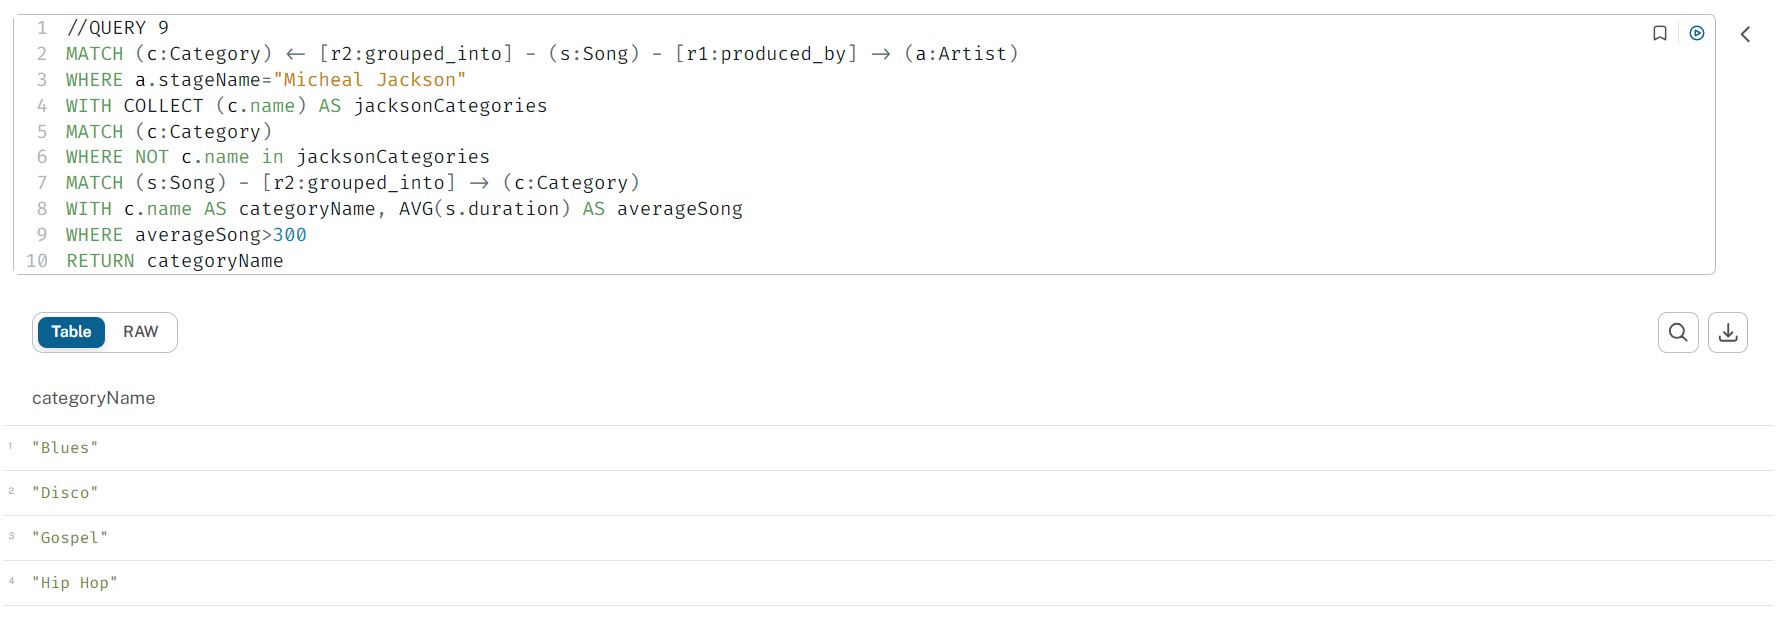 1 //QUERY 9
2 MATCH (c:Category) ← [r2:grouped_into] - (s:Song) - [r1:produced_by] → (a:Artist)
3 WHERE a.stageName="Micheal Jackson"
4 WITH COLLECT (c.name) AS jacksonCategories
5 MATCH (c:Category)
6 WHERE NOT c.name in jacksonCategories
7 MATCH (s:Song) - [r2:grouped_into] → (c:Category)
8 WITH c.name AS categoryName, AVG(s.duration) AS averageSong
9 WHERE averageSong>300
10 RETURN categoryName
Table RAW
categoryName
1 "Blues"
2 "Disco"
3 "Gospel"
4 "Hip Hop"